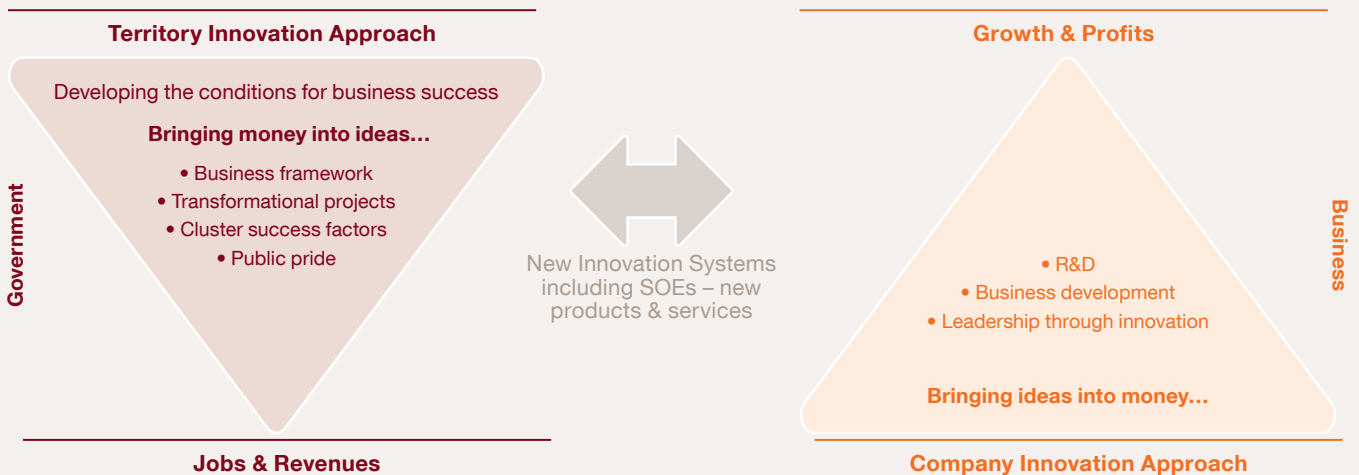 Territory Innovation Approach
Developing the conditions for business success
Bringing money into ideas…
• Business framework
• Transformational projects
• Cluster success factors
• Public pride
Government
Jobs & Revenues
New Innovation Systems
including SOEs – new
products & services
Growth & Profits
• R&D
• Business development
• Leadership through innovation
Bringing ideas into money…
Business
Company Innovation Approach